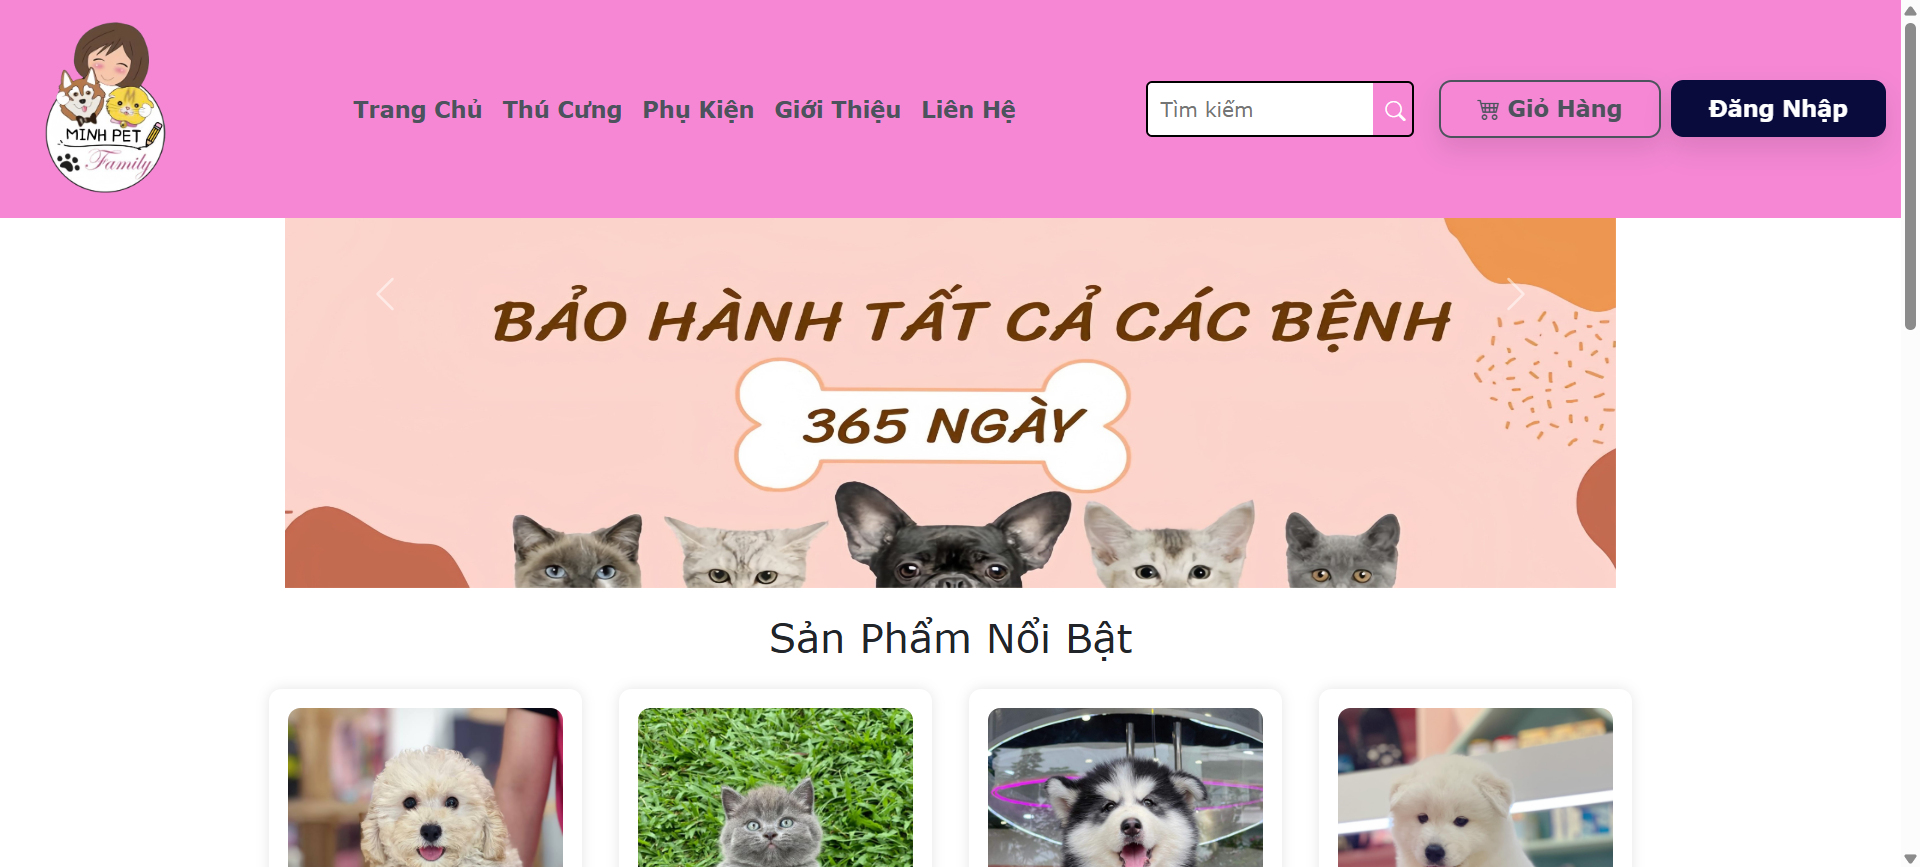 MINH PET
Family
Trang Chủ
Thú Cưng
Phụ Kiện
Giới Thiệu
Liên Hệ
Tìm kiếm
Giỏ Hàng
Đăng Nhập
BẢO HÀNH TẤT CẢ CÁC BỆNH
365 NGÀY
Sản Phẩm Nổi Bật